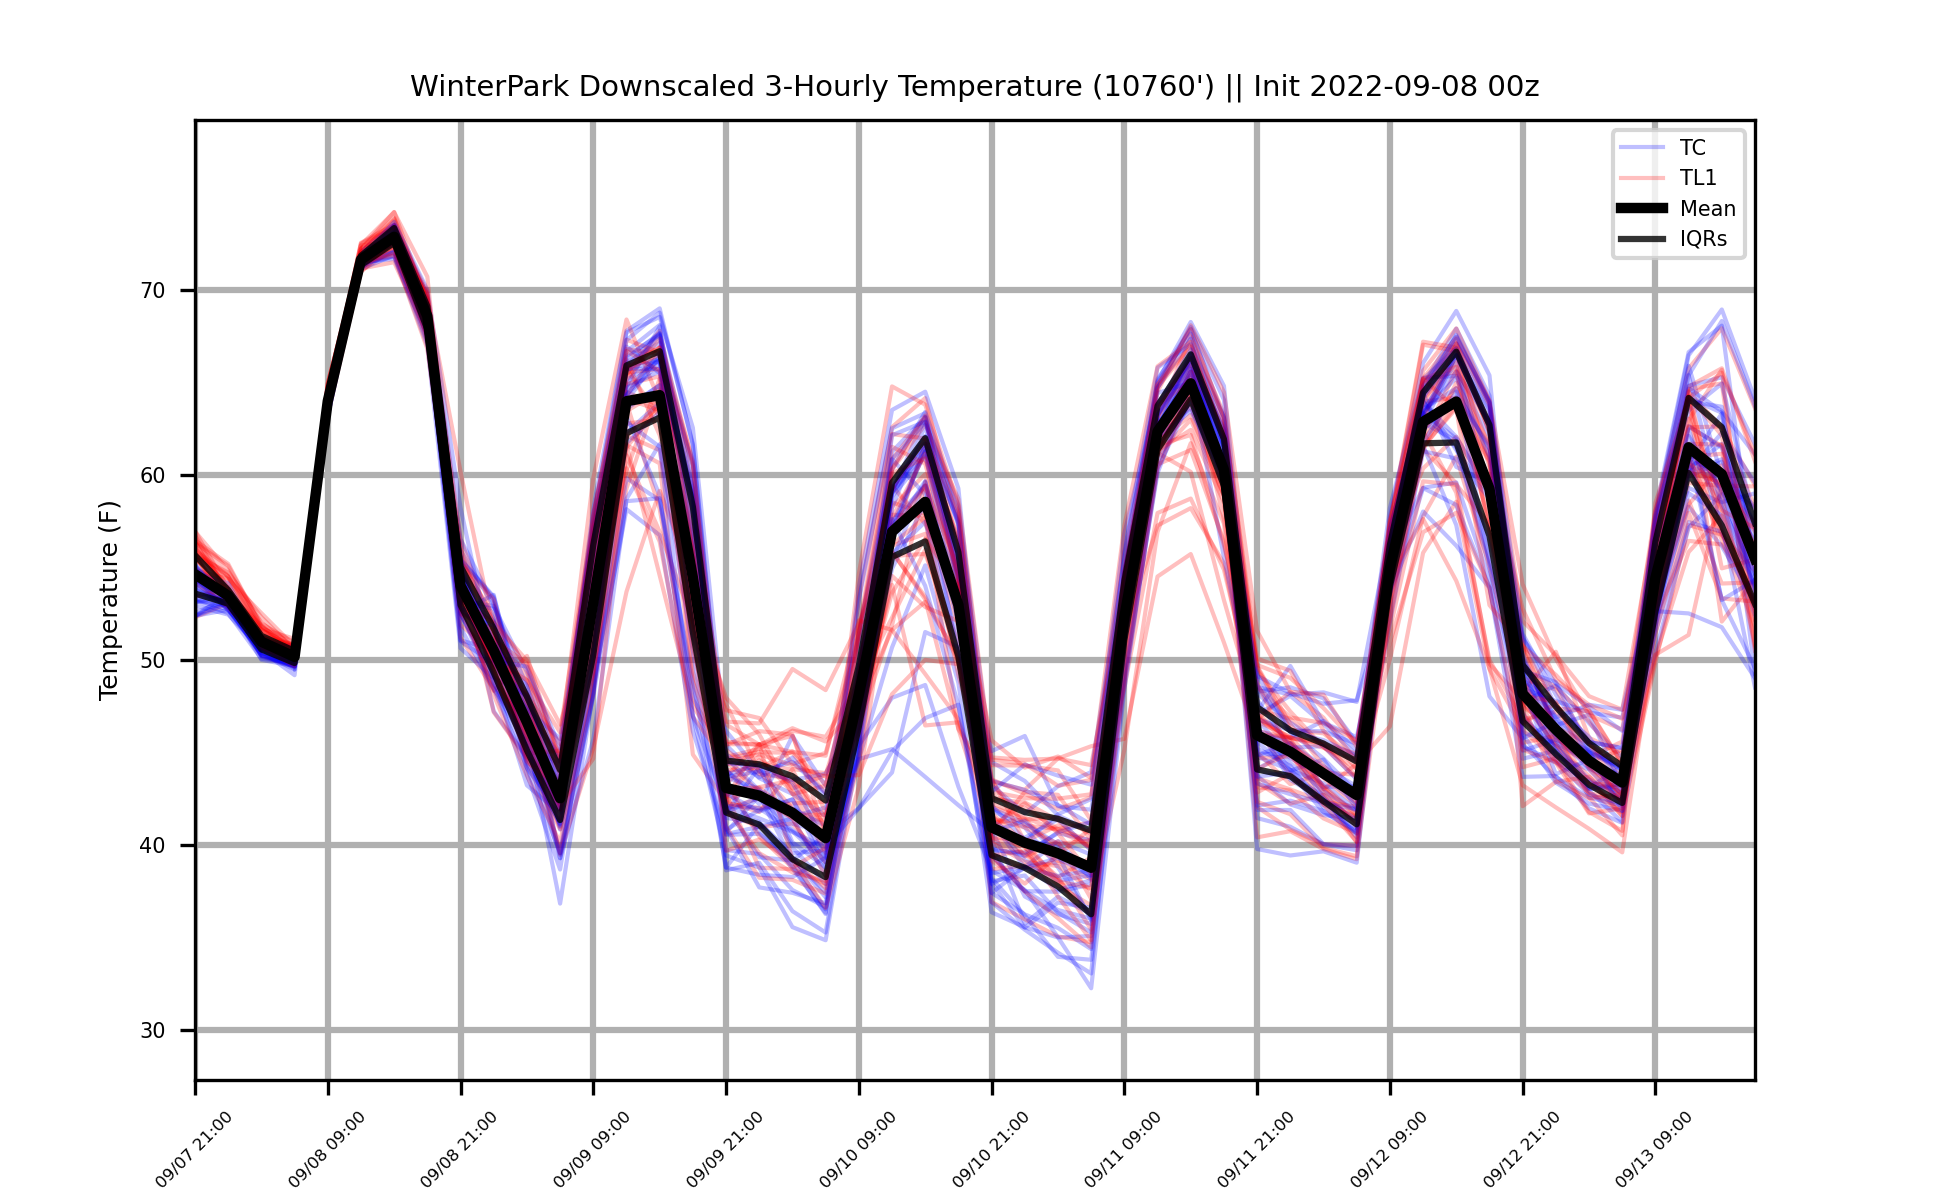 WinterPark Downscaled 3-Hourly Temperature (10760') || Init 2022-09-08 00z
TC
TL1
Mean
IQRs
Temperature (F)
70
60
50
40
30
09/07 21:00
09/08 09:00
09/08 21:00
09/09 09:00
09/09 21:00
09/10 09:00
09/10 21:00
09/11 09:00
09/11 21:00
09/12 09:00
09/12 21:00
09/13 09:00